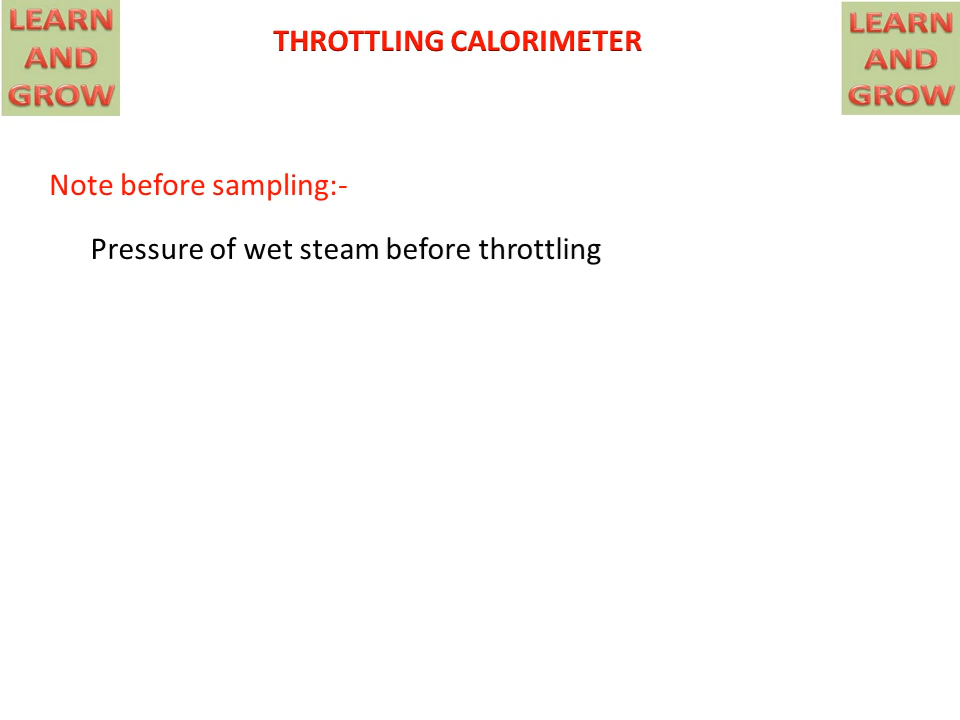 LEARN
AND
GROW
THROTTLING CALORIMETER
LEARN
AND
GROW
Note before sampling:-
Pressure of wet steam before throttling